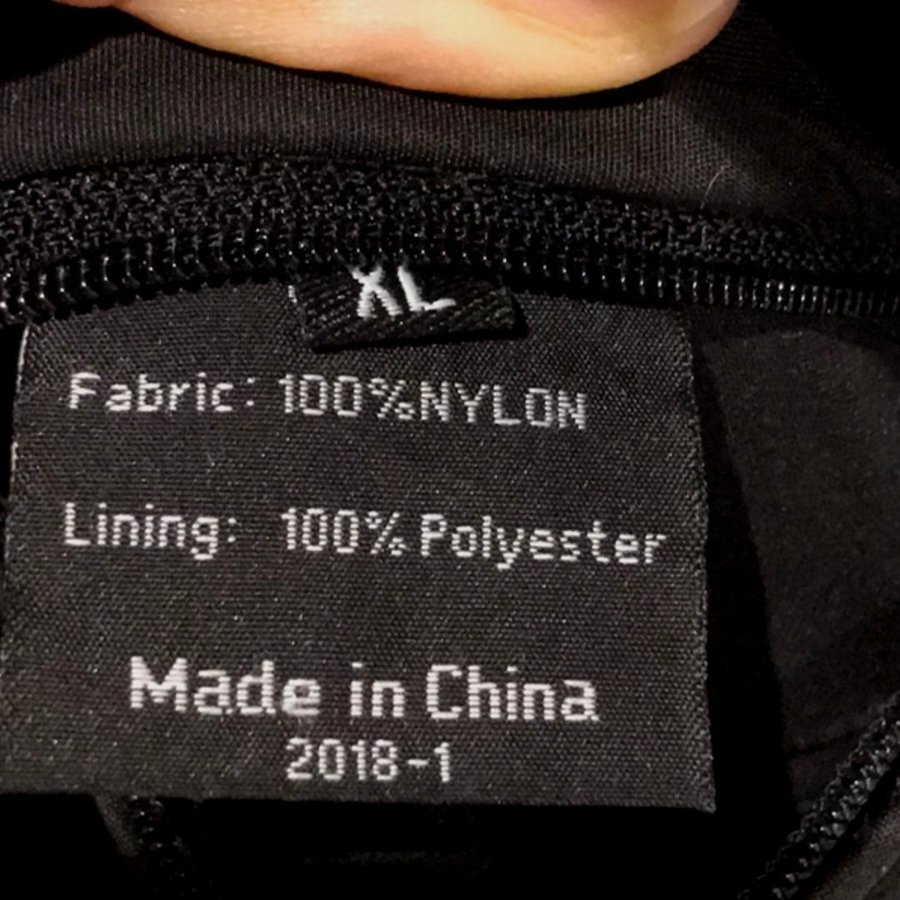 XL
Fabric: 100%NYLON
Lining: 100% Polyester
Made in China
2018-1